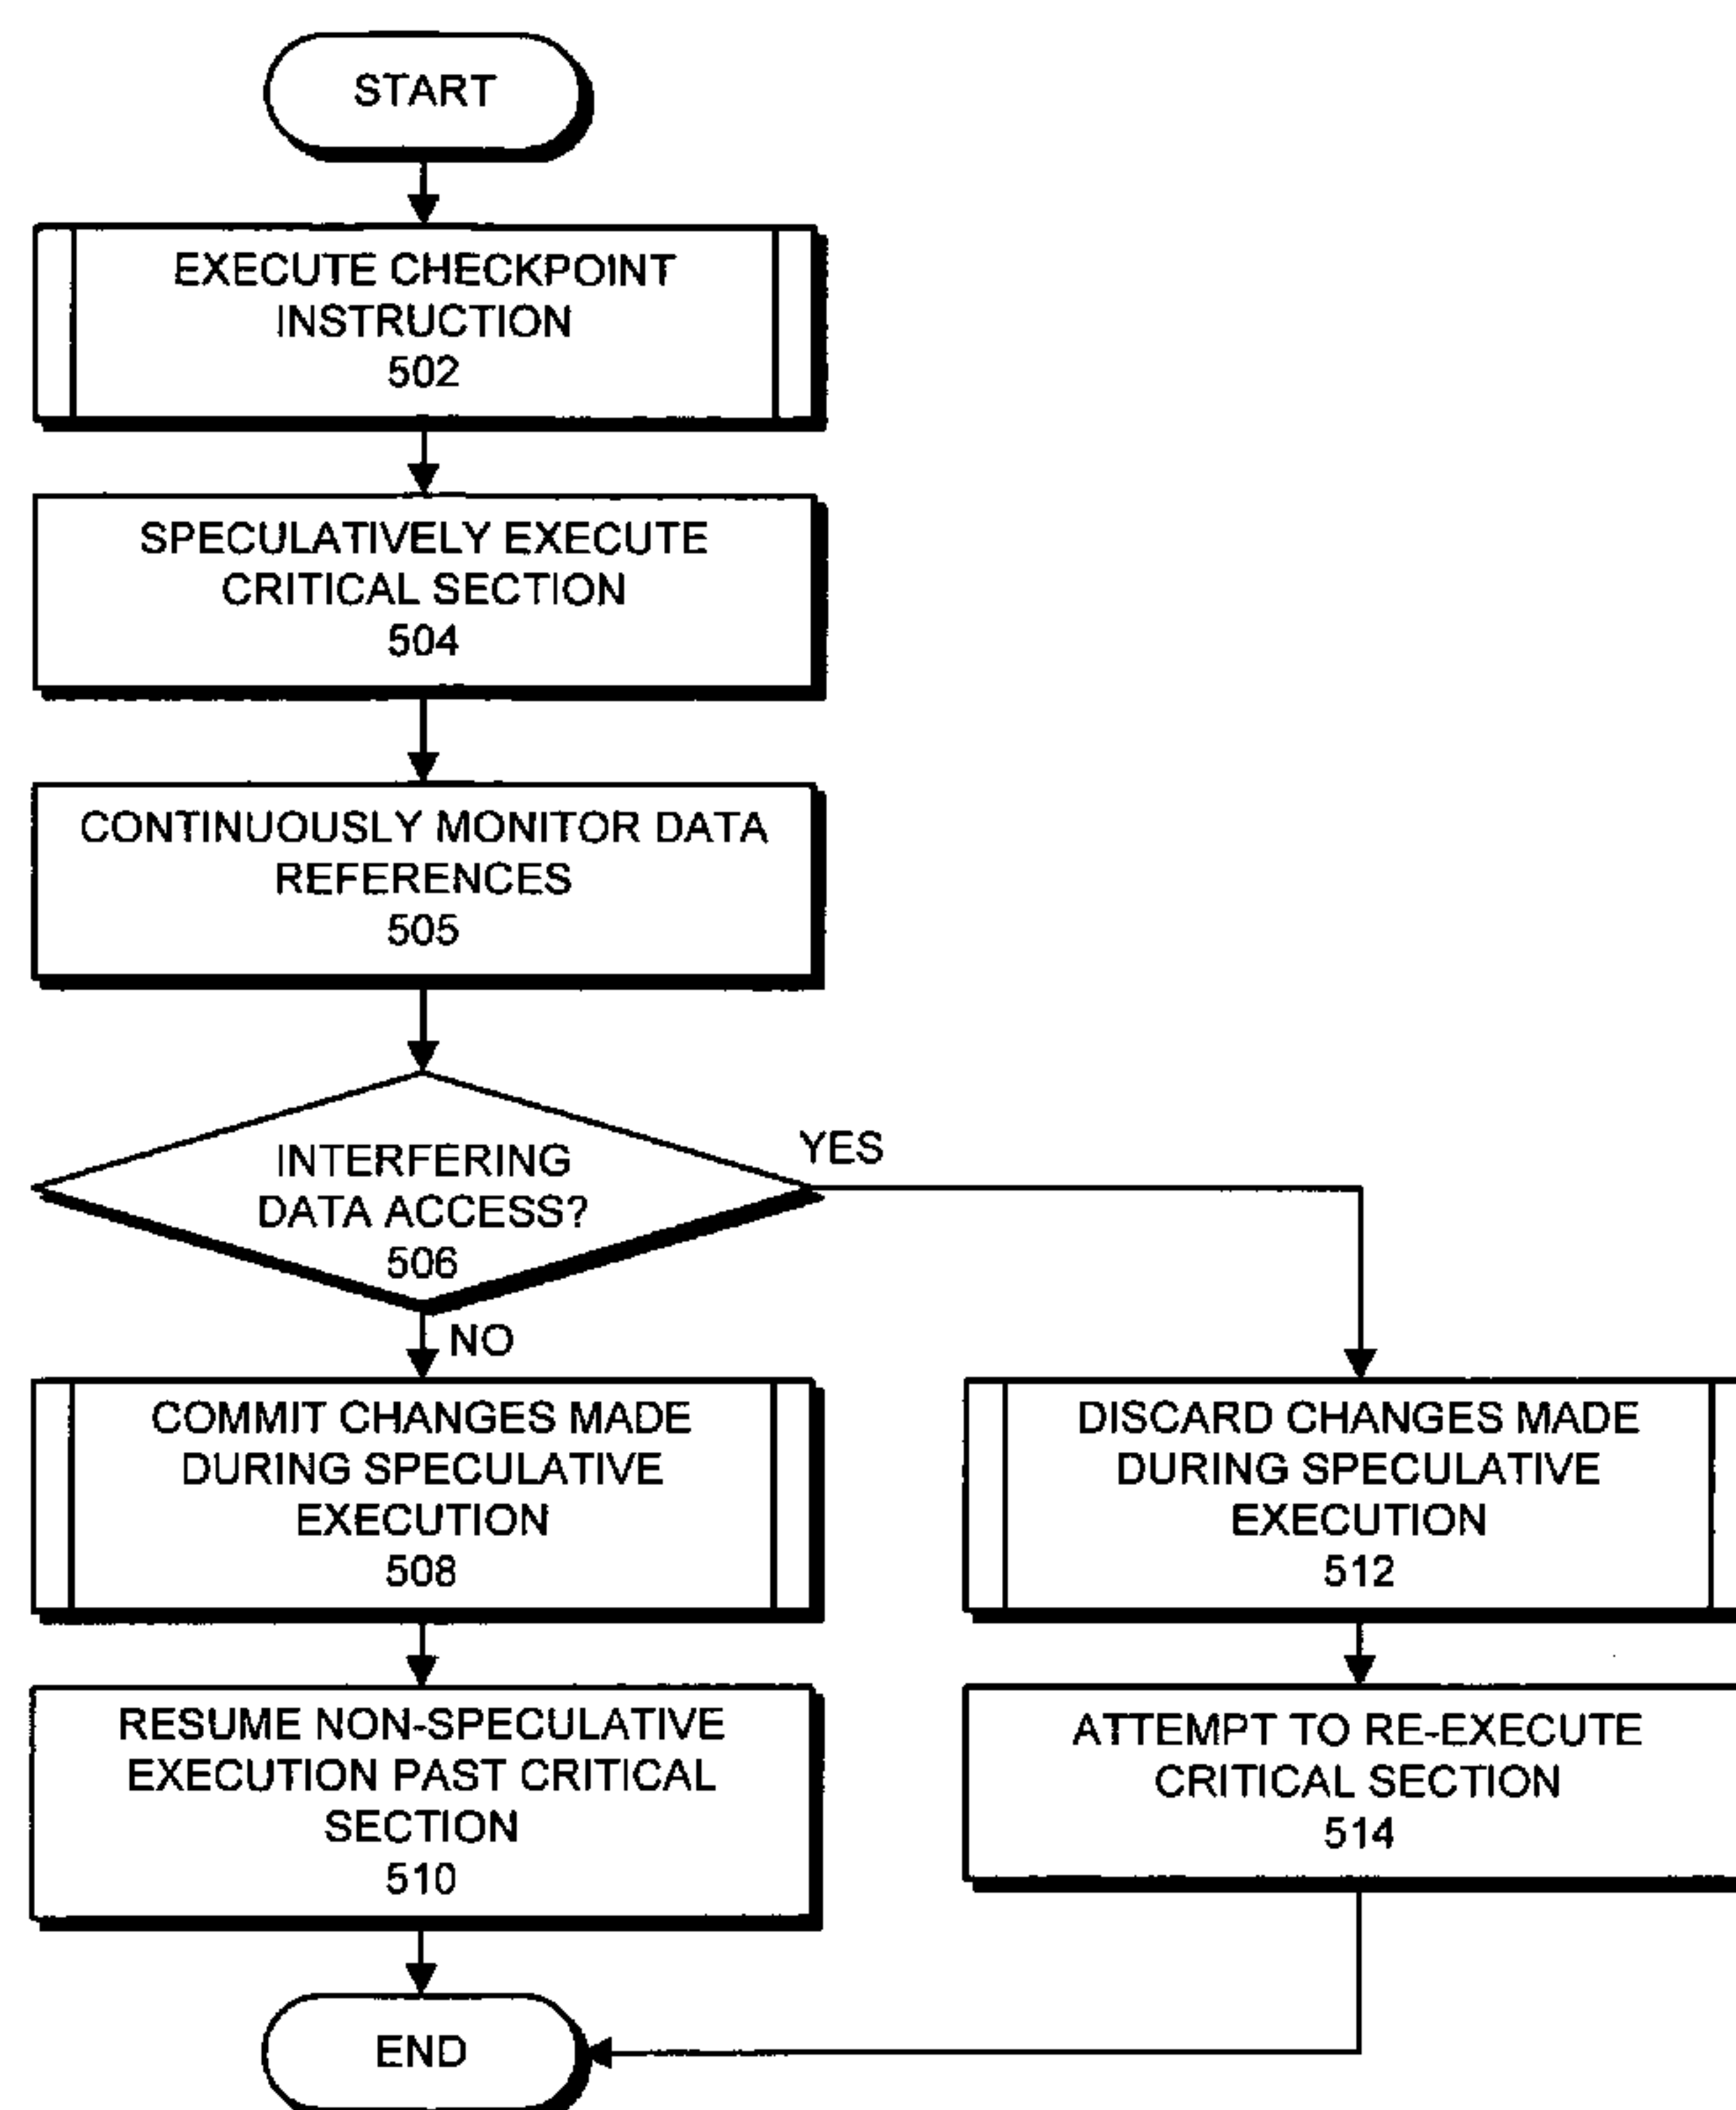 START
EXECUTE CHECKPOINT
INSTRUCTION
502
SPECULATIVELY EXECUTE
CRITICAL SECTION
504
CONTINUOUSLY MONITOR DATA
REFERENCES
505
INTERFERING
DATA ACCESS?
506
YES
NO
COMMIT CHANGES MADE
DURING SPECULATIVE
EXECUTION
508
DISCARD CHANGES MADE
DURING SPECULATIVE
EXECUTION
512
RESUME NON-SPECULATIVE
EXECUTION PAST CRITICAL
SECTION
510
ATTEMPT TO RE-EXECUTE
CRITICAL SECTION
514
END